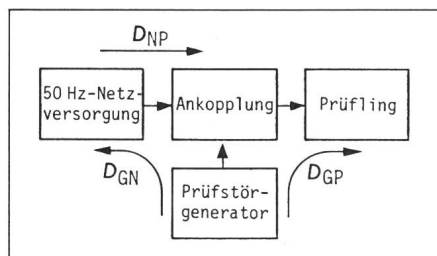 D_NP
50 Hz-Netz-
versorgung
Ankopplung
Prüfling
D_GN
Prüfstör-
generator
D_GP